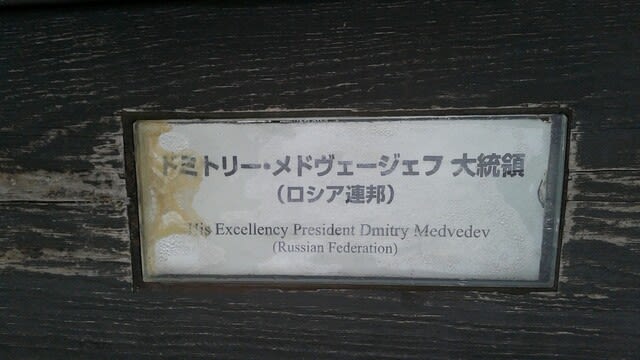 ドミトリー・メドヴェージェフ 大統領
（ロシア連邦）
His Excellency President Dmitry Medvedev
(Russian Federation)